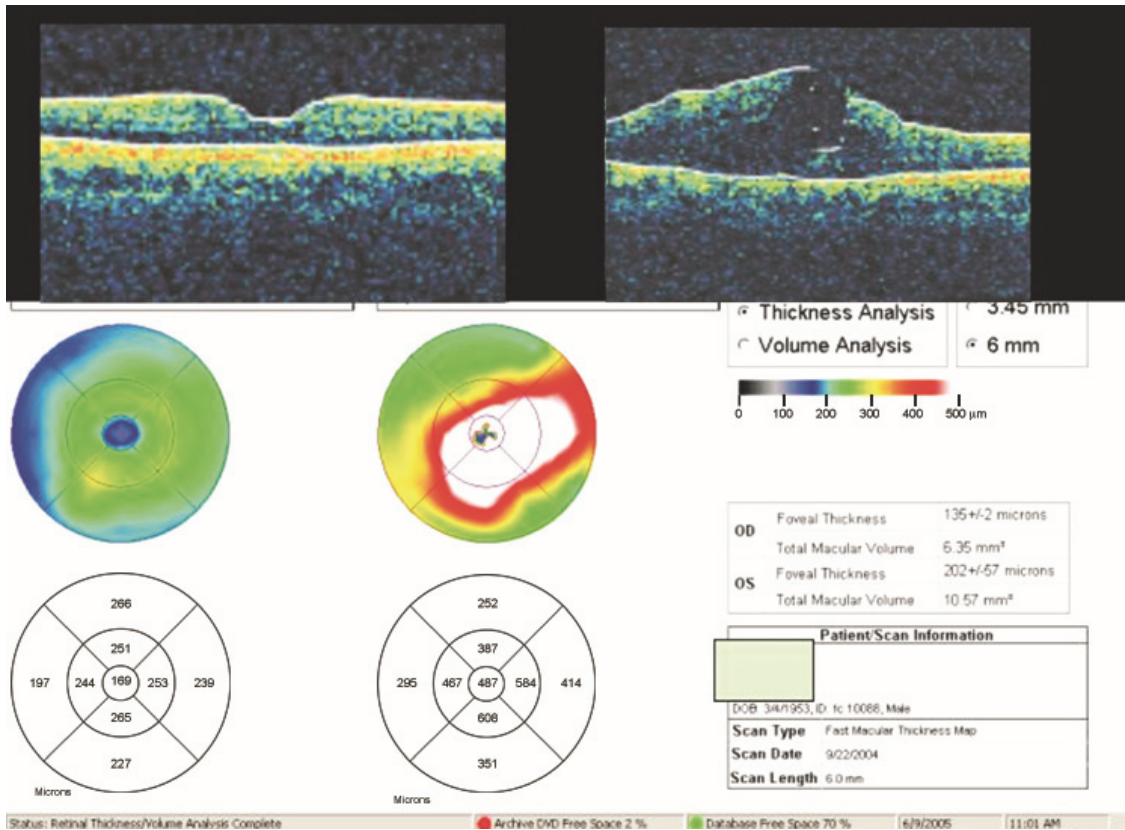 Thickness Analysis
3.45 mm
Volume Analysis
6 mm
0 100 200 300 400 500 µm
OD Foveal Thickness 135+/-2 microns
Total Macular Volume 6.35 mm³
OS Foveal Thickness 202+/-57 microns
Total Macular Volume 10.57 mm³
266
251
197 244 169 253 239
265
227
Microns
252
387
295 467 487 584 414
608
351
Microns
Patient/Scan Information
DOB: 3/4/1953, ID: fc 10088, Male
Scan Type Fast Macular Thickness Map
Scan Date 9/22/2004
Scan Length 6.0 mm
Status: Retinal Thickness/Volume Analysis Complete
Archive DVD Free Space 2 %
Database Free Space 70 %
6/9/2005
11:01 AM